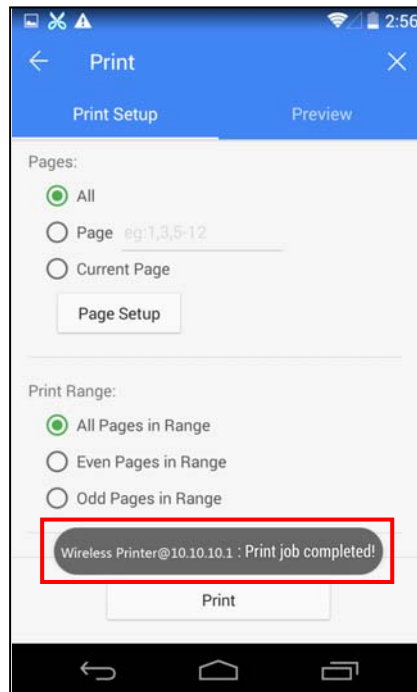 2:56
Print
Print Setup Preview
Pages:
All
Page eg:1,3,5-12
Current Page
Page Setup
Print Range:
All Pages in Range
Even Pages in Range
Odd Pages in Range
Wireless Printer@10.10.10.1 : Print job completed!
Print